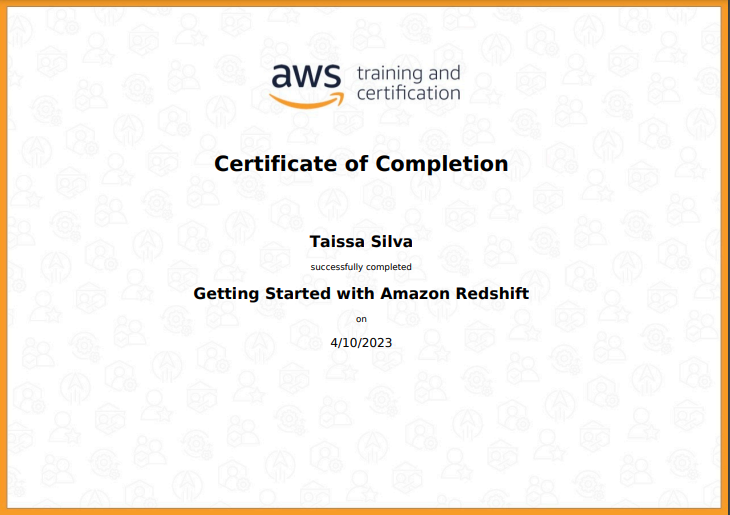 aws training and
certification
Certificate of Completion
Taissa Silva
successfully completed
Getting Started with Amazon Redshift
on
4/10/2023